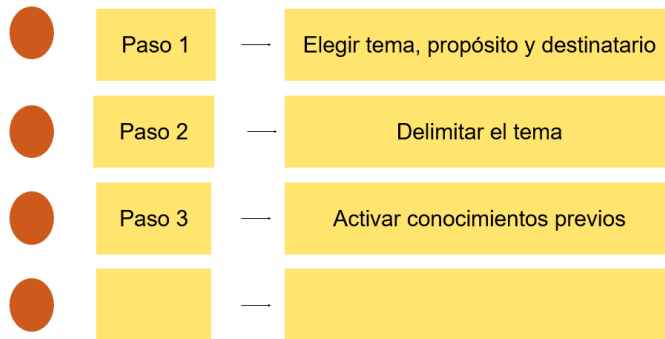 Paso 1 Elegir tema, propósito y destinatario
Paso 2 Delimitar el tema
Paso 3 Activar conocimientos previos